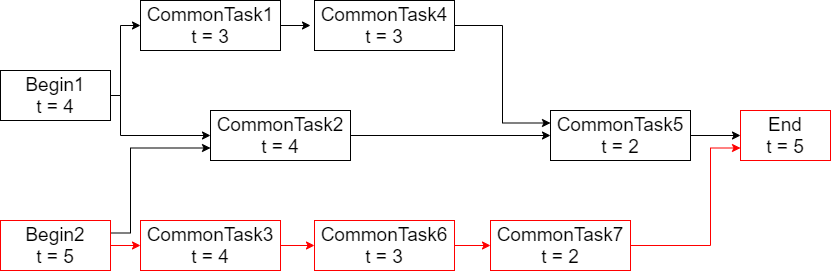 CommonTask1
t = 3
CommonTask4
t = 3
Begin1
t = 4
CommonTask2
t = 4
CommonTask5
t = 2
End
t = 5
Begin2
t = 5
CommonTask3
t = 4
CommonTask6
t = 3
CommonTask7
t = 2